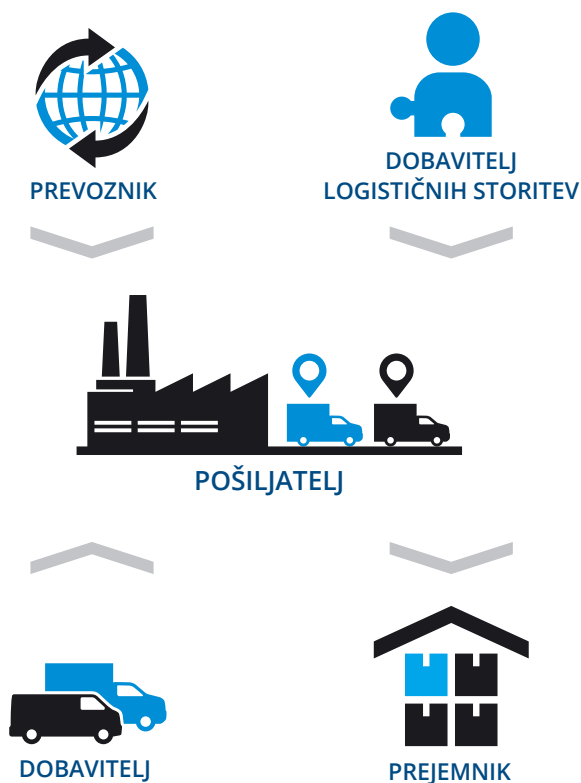 PREVOZNIK
DOBAVITELJ
LOGISTIČNIH STORITEV
POŠILJATELJ
DOBAVITELJ
PREJEMNIK